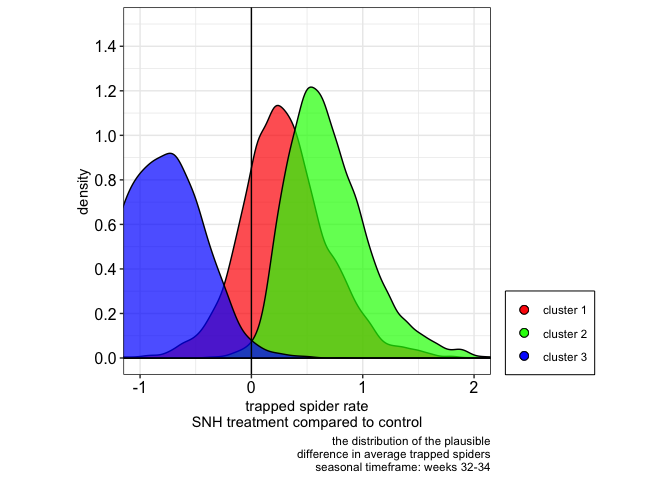 1.4
1.2
1.0
0.8
0.6
0.4
0.2
0.0
density
-1
0
1
2
trapped spider rate
SNH treatment compared to control
cluster 1
cluster 2
cluster 3
the distribution of the plausible
difference in average trapped spiders
seasonal timeframe: weeks 32-34